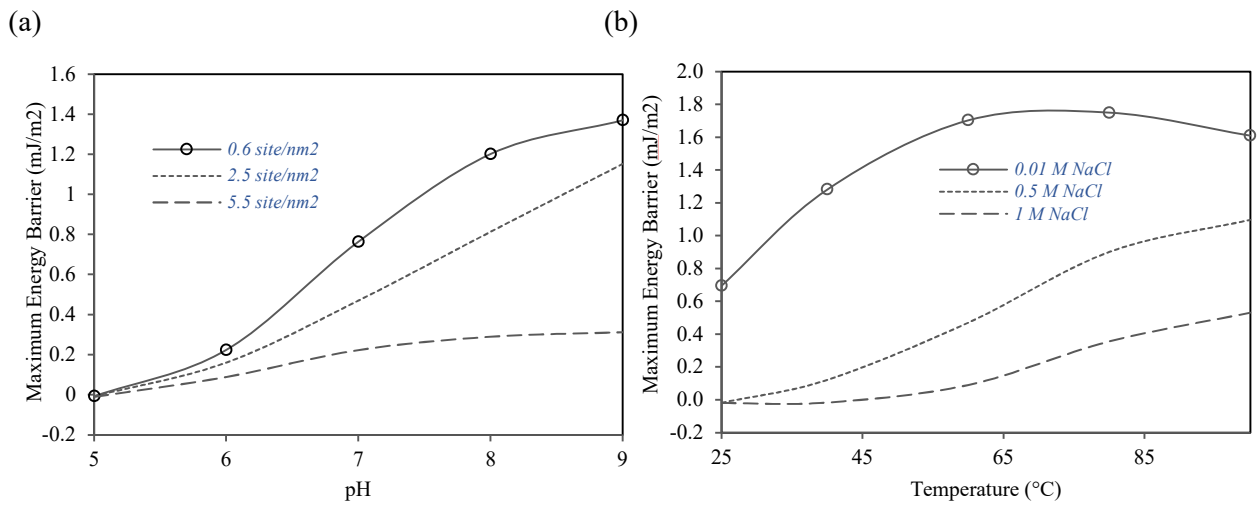 (a)
(b)
Maximum Energy Barrier (mJ/m2)
1.6
1.4
1.2
1
0.8
0.6
0.4
0.2
0
-0.2
0.6 site/nm2
2.5 site/nm2
5.5 site/nm2
5 6 7 8 9
pH
Maximum Energy Barrier (mJ/m2)
2.0
1.8
1.6
1.4
1.2
1.0
0.8
0.6
0.4
0.2
0.0
-0.2
0.01 M NaCl
0.5 M NaCl
1 M NaCl
25 45 65 85
Temperature (°C)